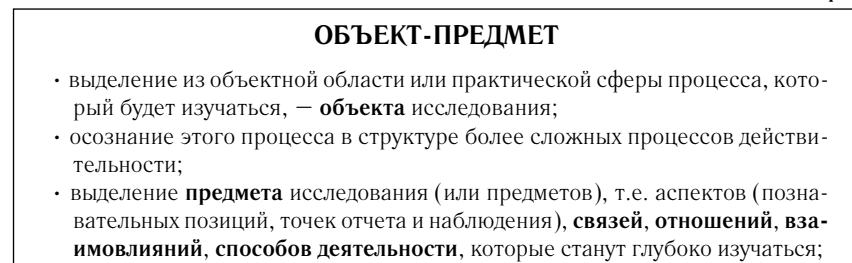 ОБЪЕКТ-ПРЕДМЕТ
· выделение из объектной области или практической сферы процесса, кото-
рый будет изучаться, — объекта исследования;
· осознание этого процесса в структуре более сложных процессов действи-
тельности;
· выделение предмета исследования (или предметов), т.е. аспектов (позна-
вательных позиций, точек отчета и наблюдения), связей, отношений, вза-
имовлияний, способов деятельности, которые станут глубоко изучаться;